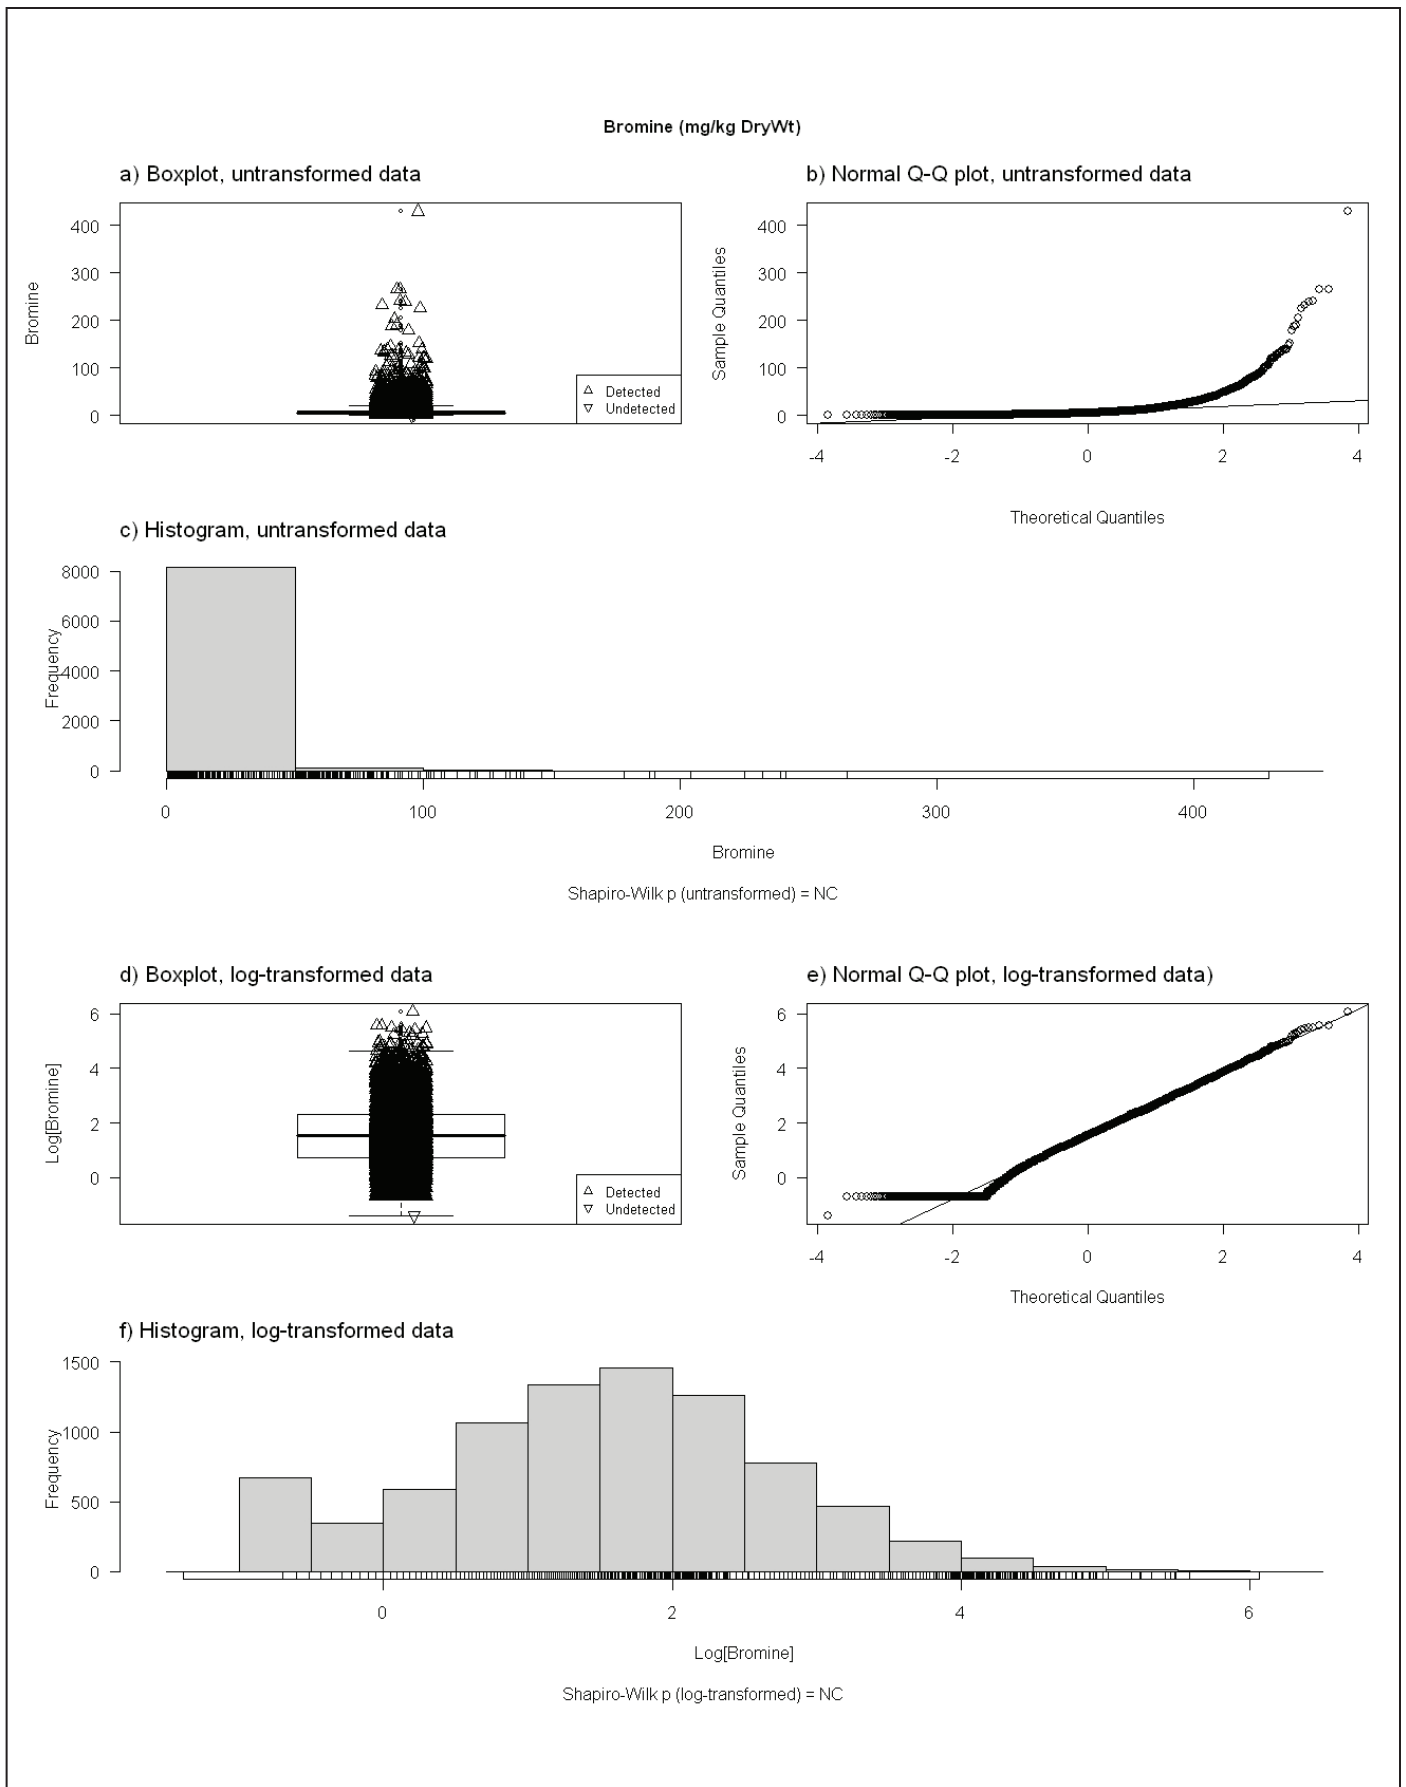 Bromine (mg/kg DryWt)
a) Boxplot, untransformed data
Bromine
400
300
200
100
0
Detected
Undetected
b) Normal Q-Q plot, untransformed data
Sample Quantiles
400
300
200
100
0
-4 -2 0 2 4
Theoretical Quantiles
c) Histogram, untransformed data
Frequency
8000
6000
4000
2000
0
0 100 200 300 400
Bromine
Shapiro-Wilk p (untransformed) = NC
d) Boxplot, log-transformed data
Log[Bromine]
6
4
2
0
Detected
Undetected
e) Normal Q-Q plot, log-transformed data)
Sample Quantiles
6
4
2
0
-4 -2 0 2 4
Theoretical Quantiles
f) Histogram, log-transformed data
Frequency
1500
1000
500
0
0 2 4 6
Log[Bromine]
Shapiro-Wilk p (log-transformed) = NC